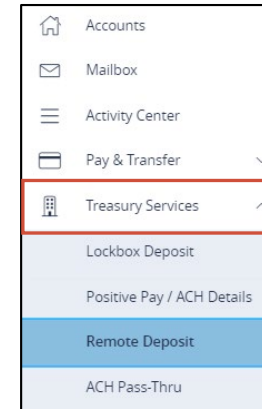 Accounts
Mailbox
Activity Center
Pay & Transfer
Treasury Services
Lockbox Deposit
Positive Pay / ACH Details
Remote Deposit
ACH Pass-Thru